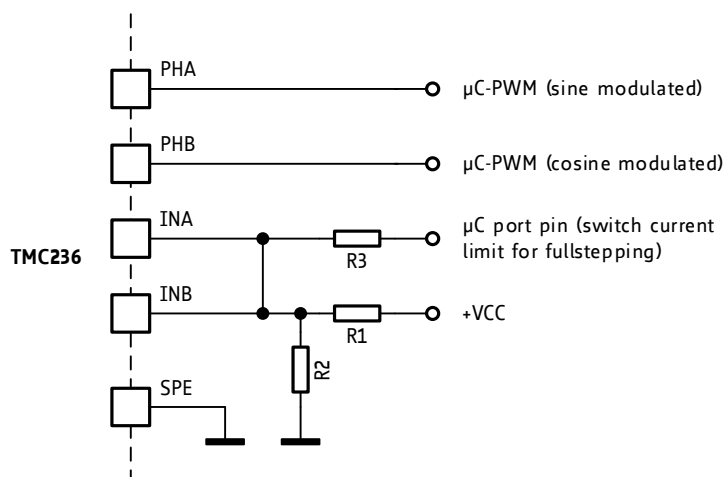 PHA
µC-PWM (sine modulated)
PHB
µC-PWM (cosine modulated)
INA
µC port pin (switch current
limit for fullstepping)
R3
TMC236
INB
+VCC
R1
R2
SPE